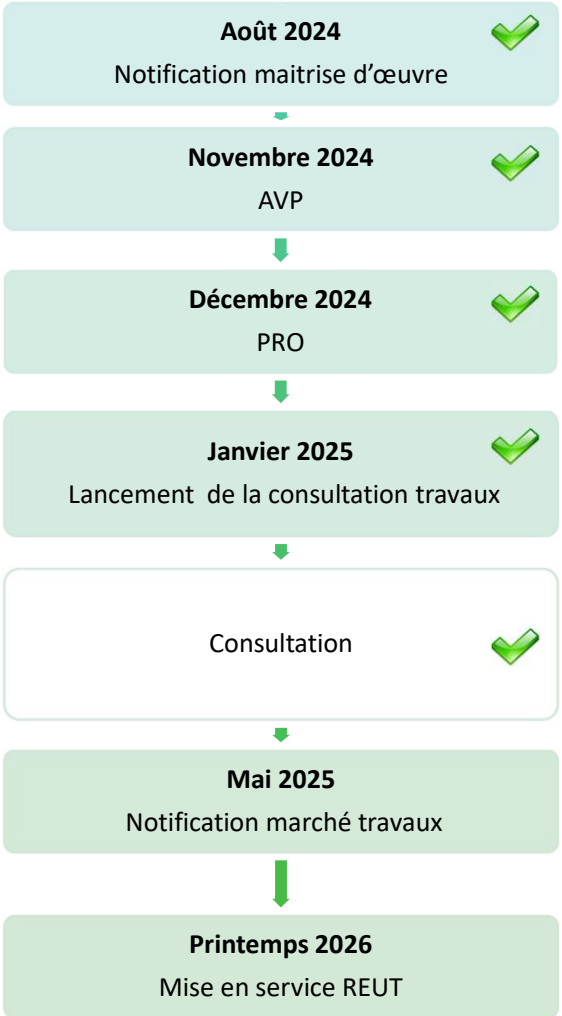 Août 2024
Notification maitrise d’œuvre
Novembre 2024
AVP
Décembre 2024
PRO
Janvier 2025
Lancement de la consultation travaux
Consultation
Mai 2025
Notification marché travaux
Printemps 2026
Mise en service REUT